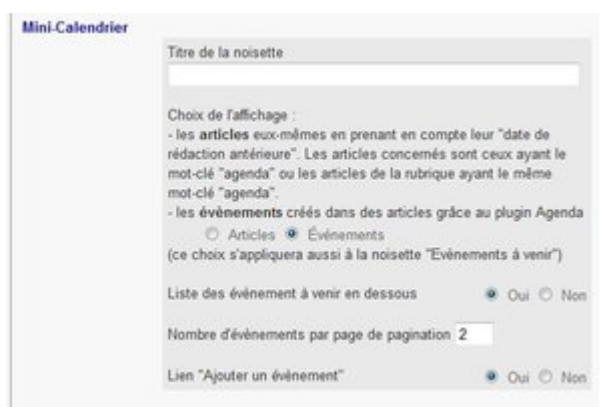 Mini-Calendrier
Titre de la noisette
Choix de l'affichage :
- les articles eux-mêmes en prenant en compte leur "date de
rédaction antérieure". Les articles concernés sont ceux ayant le
mot-clé "agenda" ou les articles de la rubrique ayant le même
mot-clé "agenda".
- les évènements créés dans des articles grâce au plugin Agenda
Articles Événements
(ce choix s'appliquera aussi à la noisette "Evènements à venir")
Liste des évènement à venir en dessous Oui Non
Nombre d'évènements par page de pagination 2
Lien "Ajouter un évènement" Oui Non